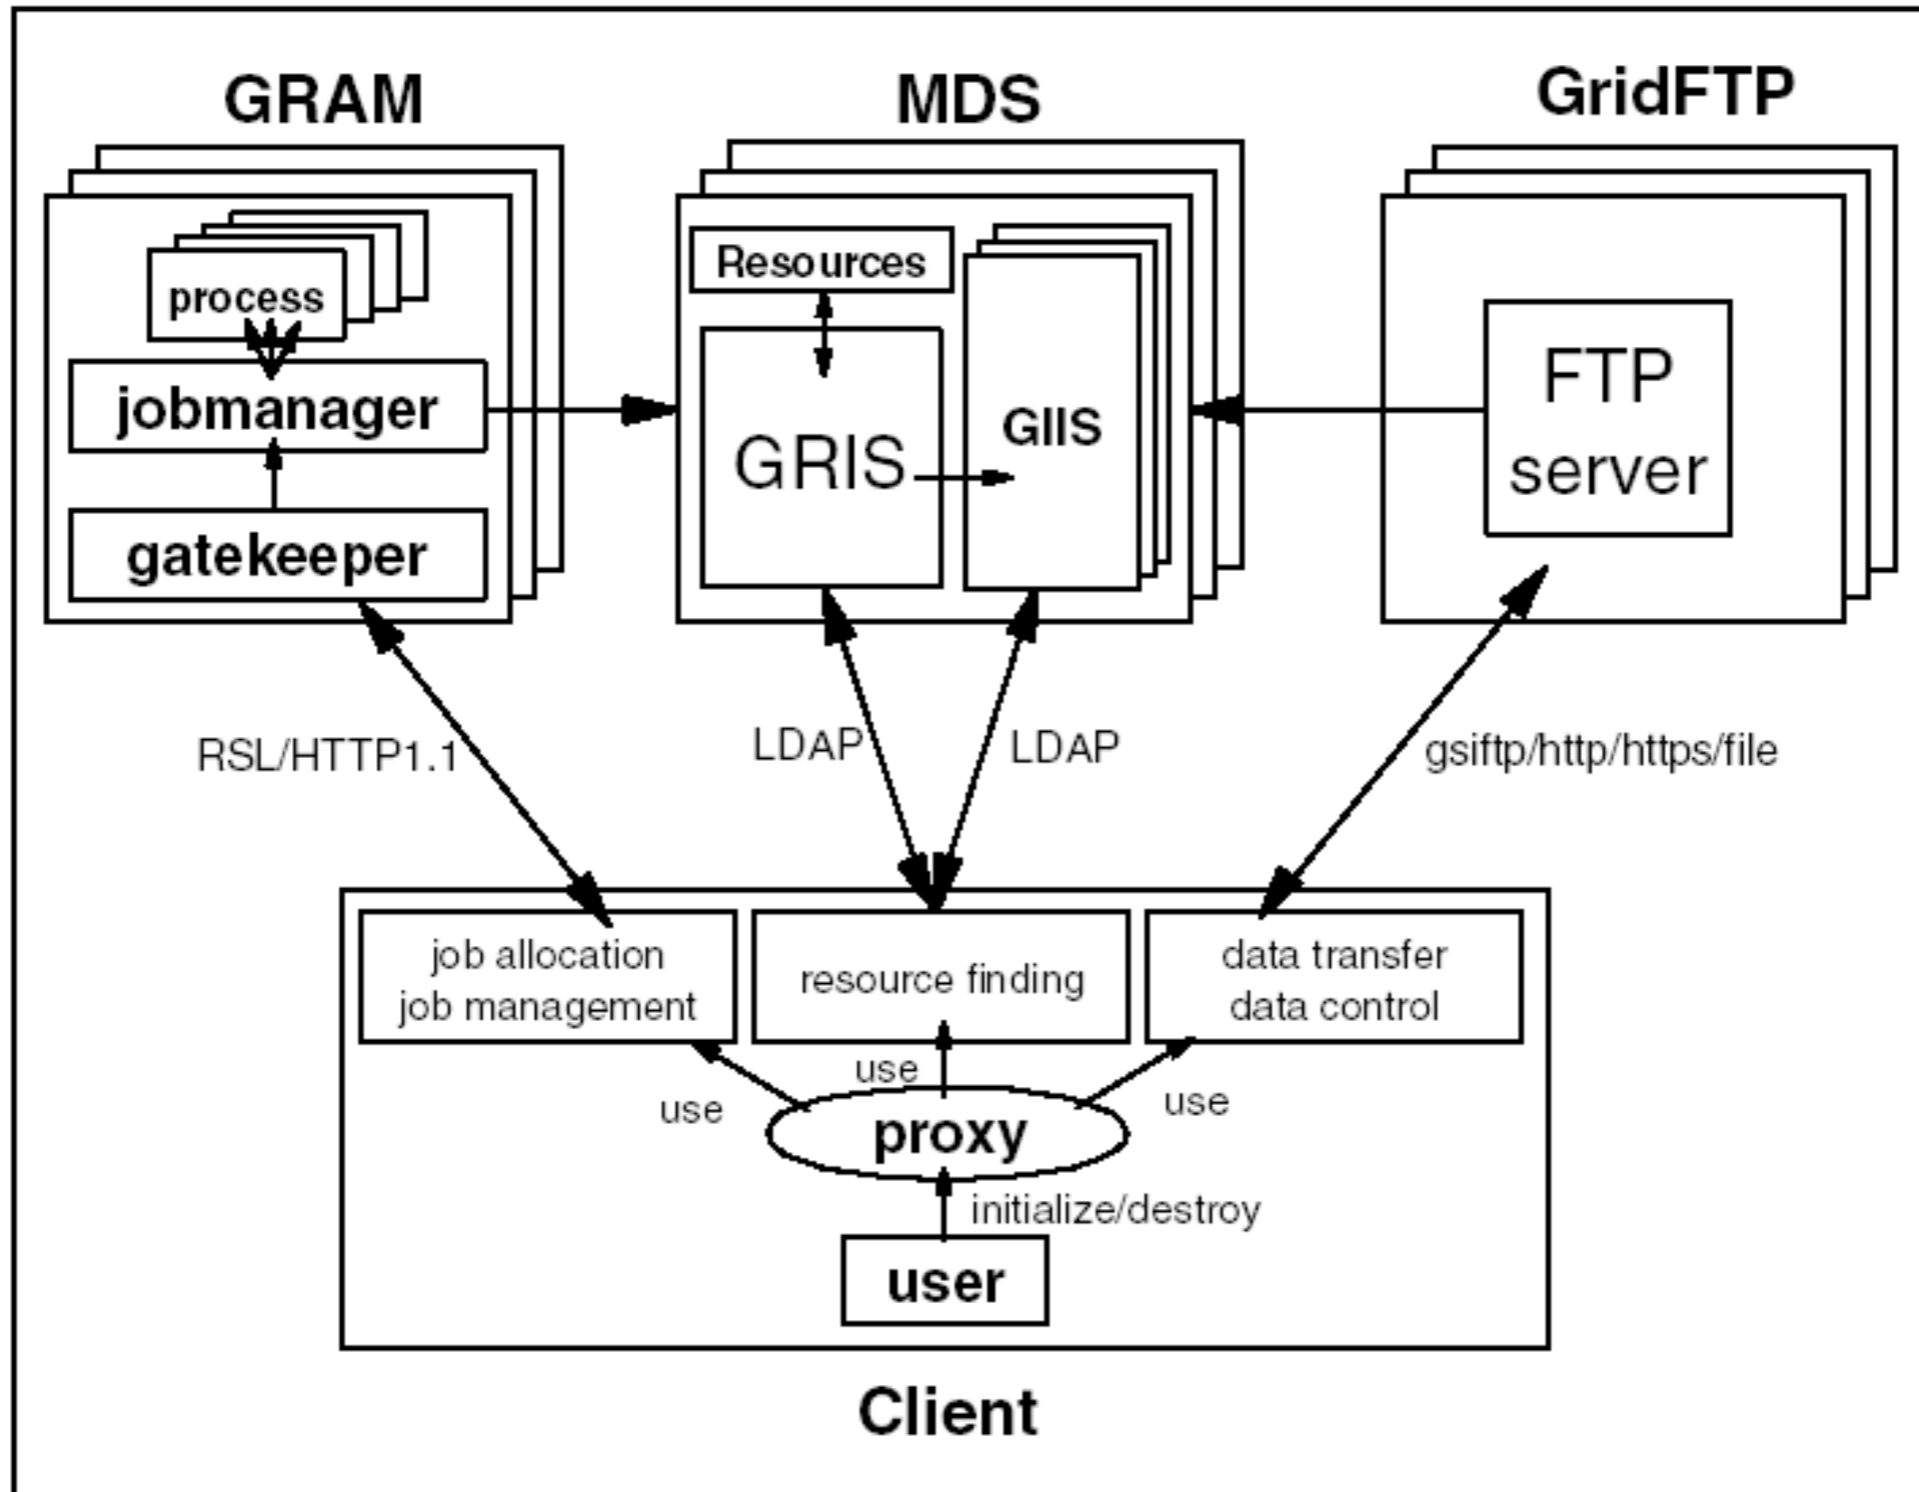 GRAM
MDS
GridFTP
process
jobmanager
gatekeeper
Resources
GRIS
GIIS
FTP
server
RSL/HTTP1.1
LDAP
LDAP
gsiftp/http/https/file
job allocation
job management
resource finding
data transfer
data control
use
use
use
proxy
initialize/destroy
user
Client